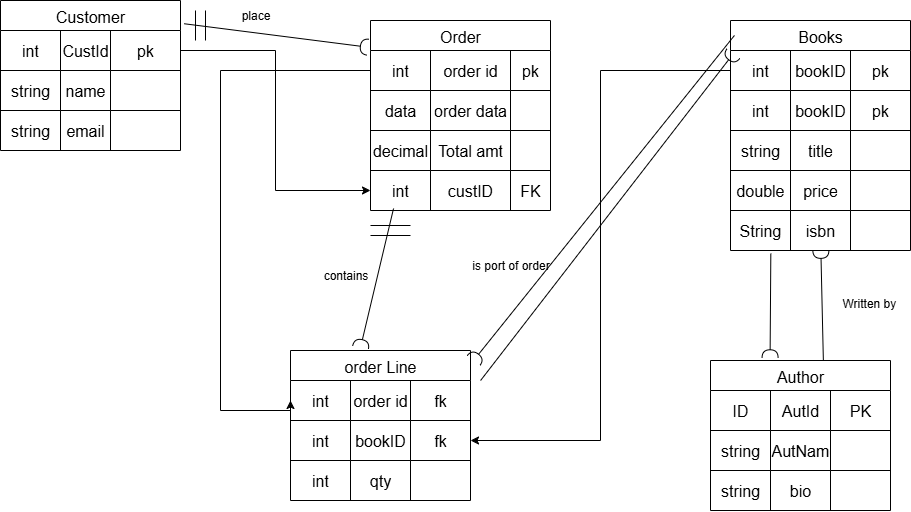 Customer
int CustId pk
string name
string email
place
Order
int order id pk
data order data
decimal Total amt
int custID FK
Books
int bookID pk
int bookID pk
string title
double price
String isbn
contains
is port of order
Written by
order Line
int order id fk
int bookID fk
int qty
Author
ID AutId PK
string AutNam
string bio